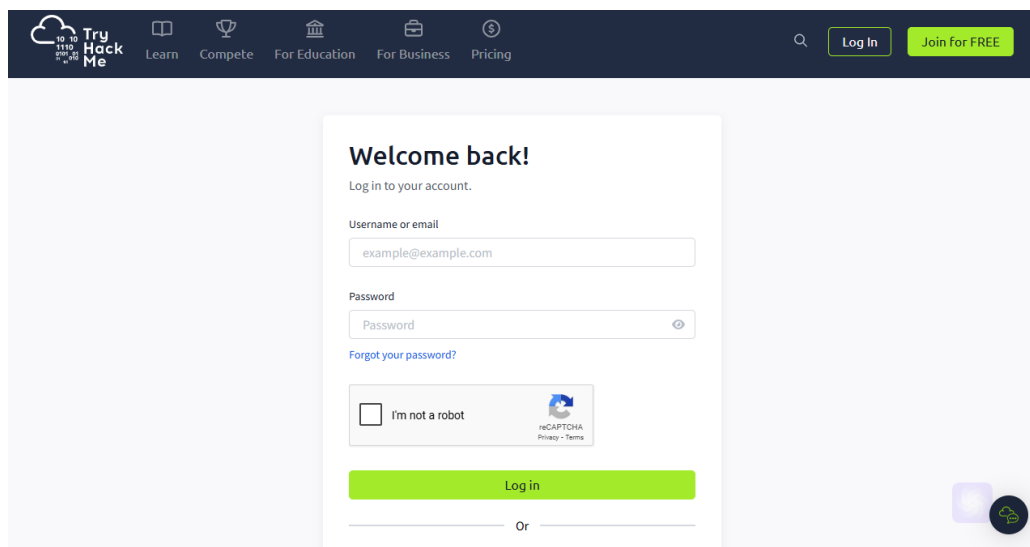 Try
Hack
Me
Learn
Compete
For Education
For Business
Pricing
Log In
Join for FREE
Welcome back!
Log in to your account.
Username or email
example@example.com
Password
Password
Forgot your password?
I'm not a robot
reCAPTCHA
Privacy - Terms
Log in
Or